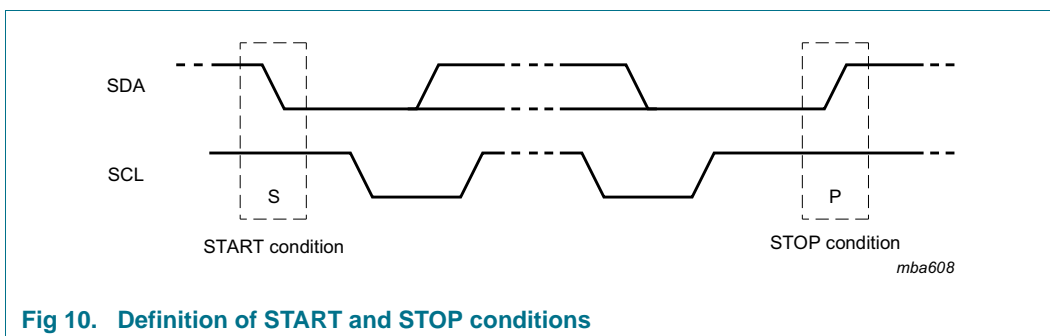 SDA
SCL
S
P
START condition
STOP condition
mba608
Fig 10. Definition of START and STOP conditions